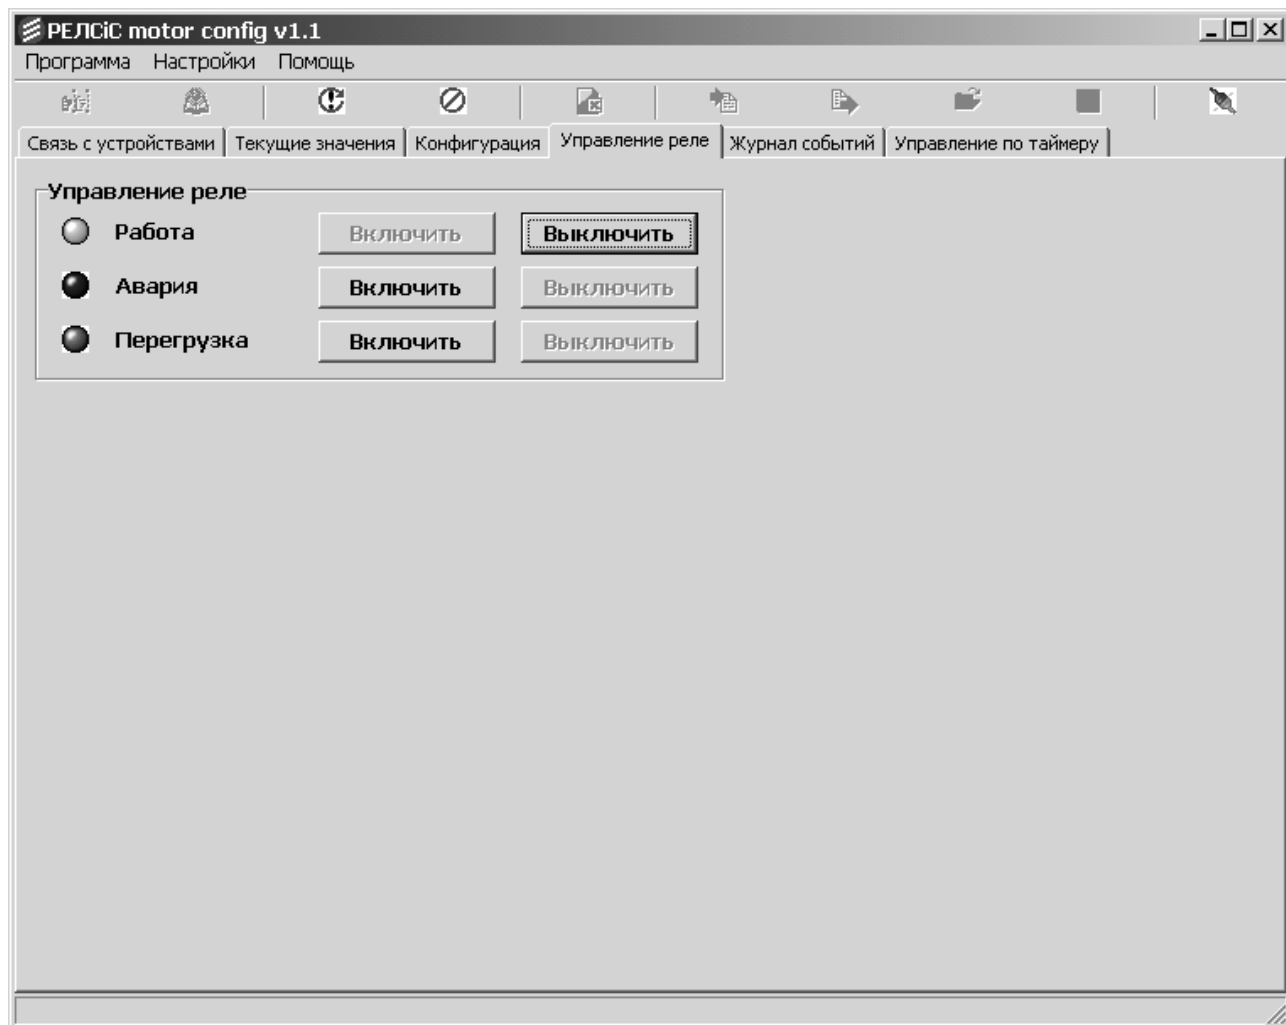 РЕЛСiС motor config v1.1
Программа Настройки Помощь
Связь с устройствами Текущие значения Конфигурация Управление реле Журнал событий Управление по таймеру
Управление реле
Работа Включить Выключить
Авария Включить Выключить
Перегрузка Включить Выключить